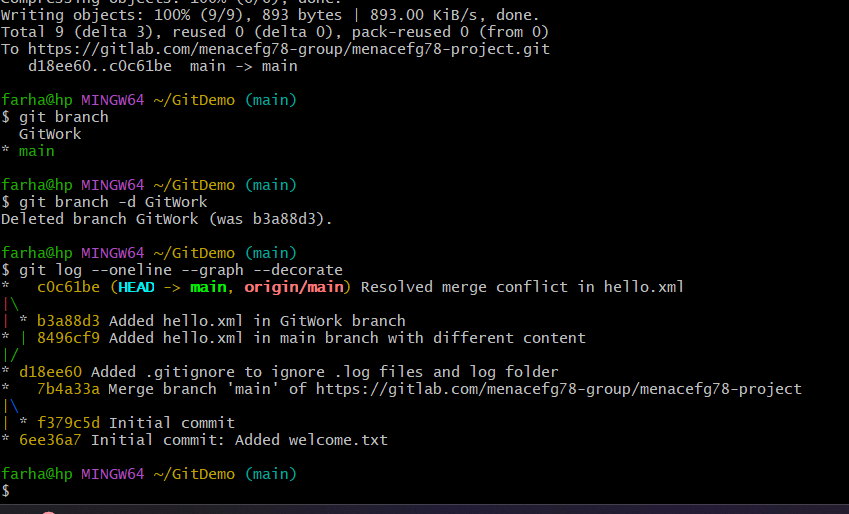 Compressing objects: 100% (6/6), done.
Writing objects: 100% (9/9), 893 bytes | 893.00 KiB/s, done.
Total 9 (delta 3), reused 0 (delta 0), pack-reused 0 (from 0)
To https://gitlab.com/menacefg78-group/menacefg78-project.git
   d18ee60..c0c61be  main -> main

farha@hp MINGW64 ~/GitDemo (main)
$ git branch
  GitWork
* main

farha@hp MINGW64 ~/GitDemo (main)
$ git branch -d GitWork
Deleted branch GitWork (was b3a88d3).

farha@hp MINGW64 ~/GitDemo (main)
$ git log --oneline --graph --decorate
*   c0c61be (HEAD -> main, origin/main) Resolved merge conflict in hello.xml
|\
| * b3a88d3 Added hello.xml in GitWork branch
* | 8496cf9 Added hello.xml in main branch with different content
|/
* d18ee60 Added .gitignore to ignore .log files and log folder
*   7b4a33a Merge branch 'main' of https://gitlab.com/menacefg78-group/menacefg78-project
|\
| * f379c5d Initial commit
* 6ee36a7 Initial commit: Added welcome.txt

farha@hp MINGW64 ~/GitDemo (main)
$